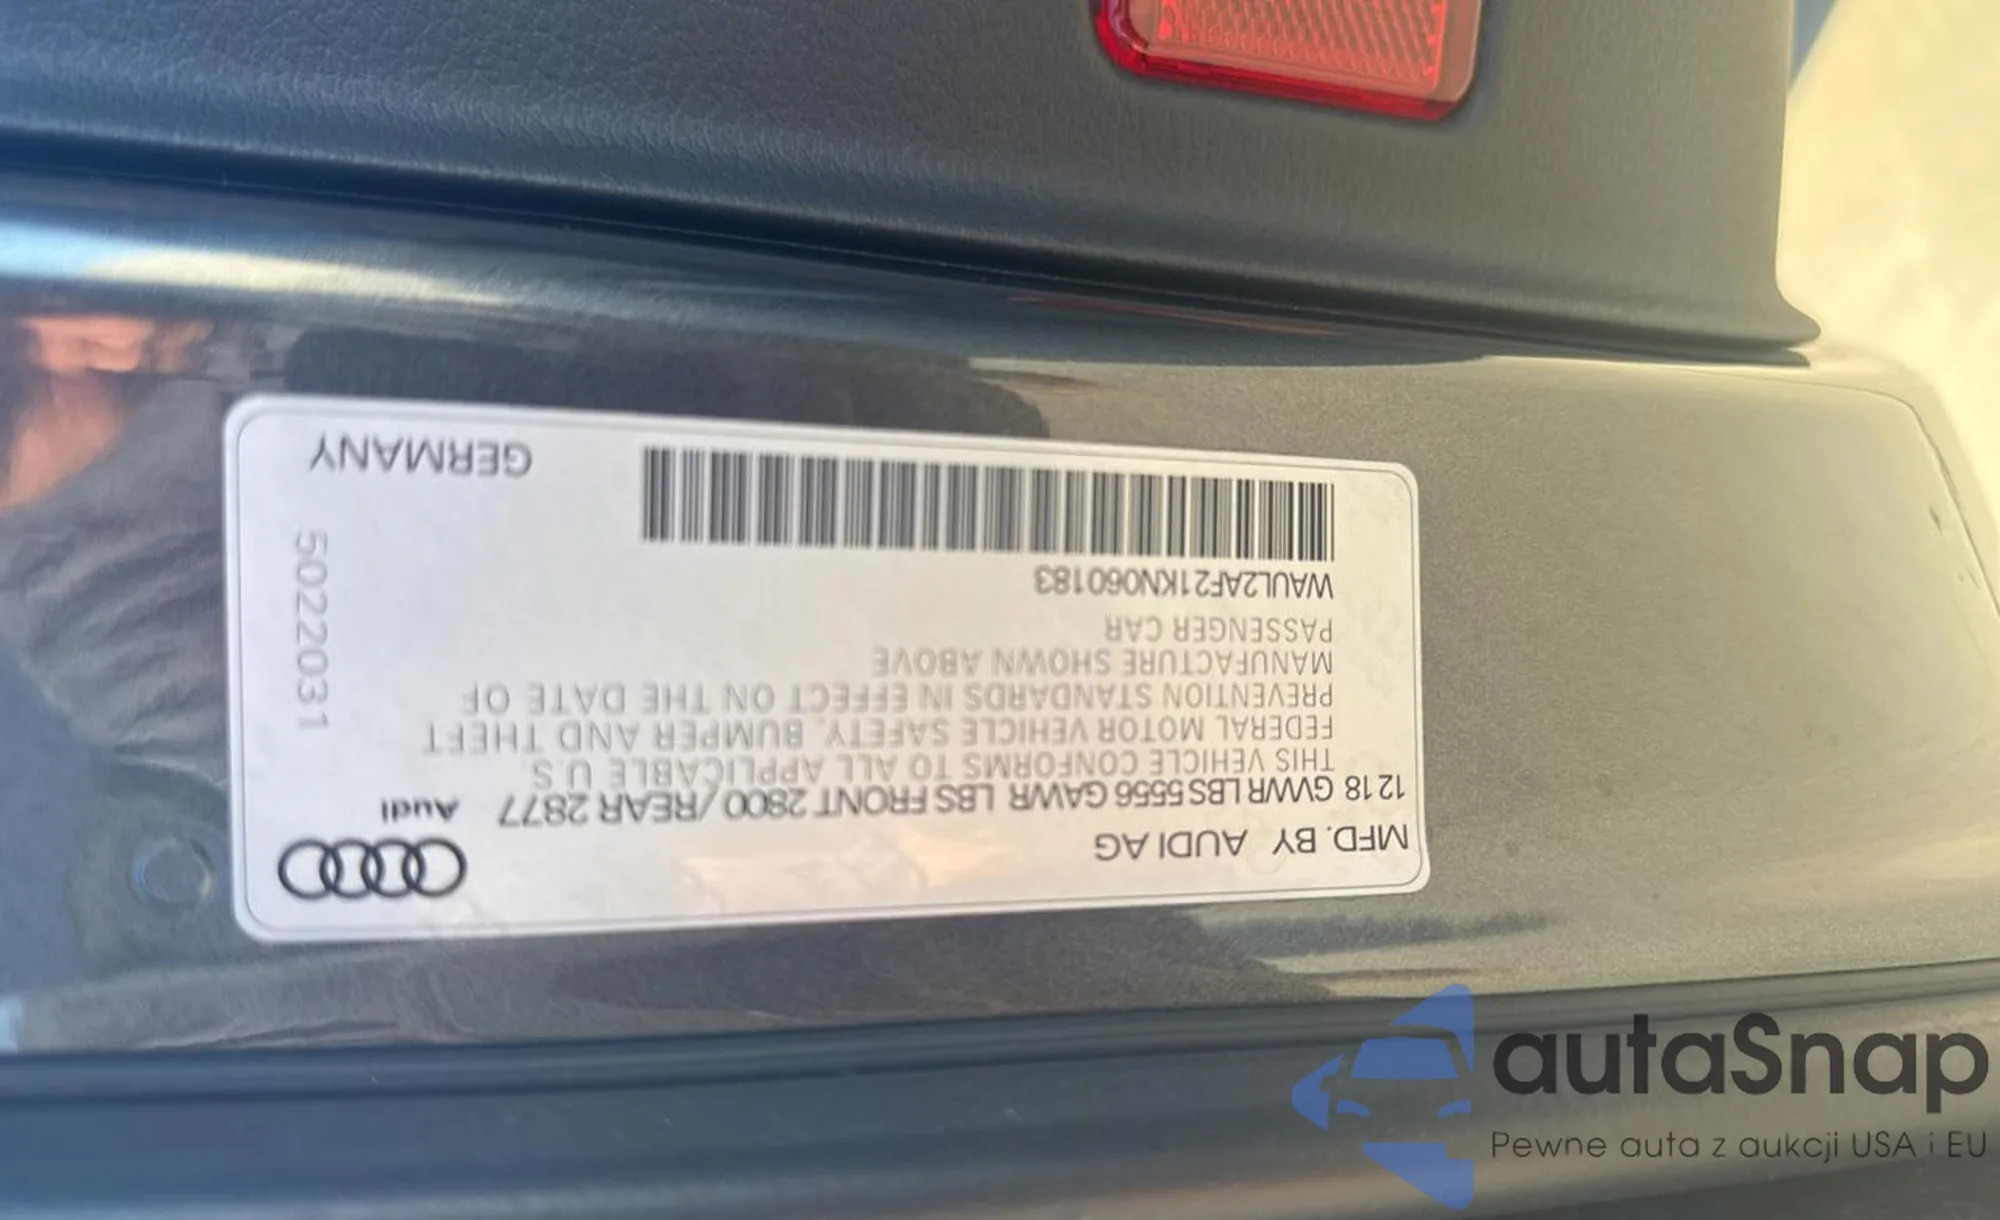 MFD. BY AUDI AG
12 18 GVWR LBS 5556 GAWR LBS FRONT 2800/REAR 2877
Audi
THIS VEHICLE CONFORMS TO ALL APPLICABLE U.S.
FEDERAL MOTOR VEHICLE SAFETY, BUMPER AND THEFT
PREVENTION STANDARDS IN EFFECT ON THE DATE OF
MANUFACTURE SHOWN ABOVE
PASSENGER CAR
WAUL2AF21KN060183
GERMANY
5022031
autaSnap
Pewne auta z aukcji USA i EU